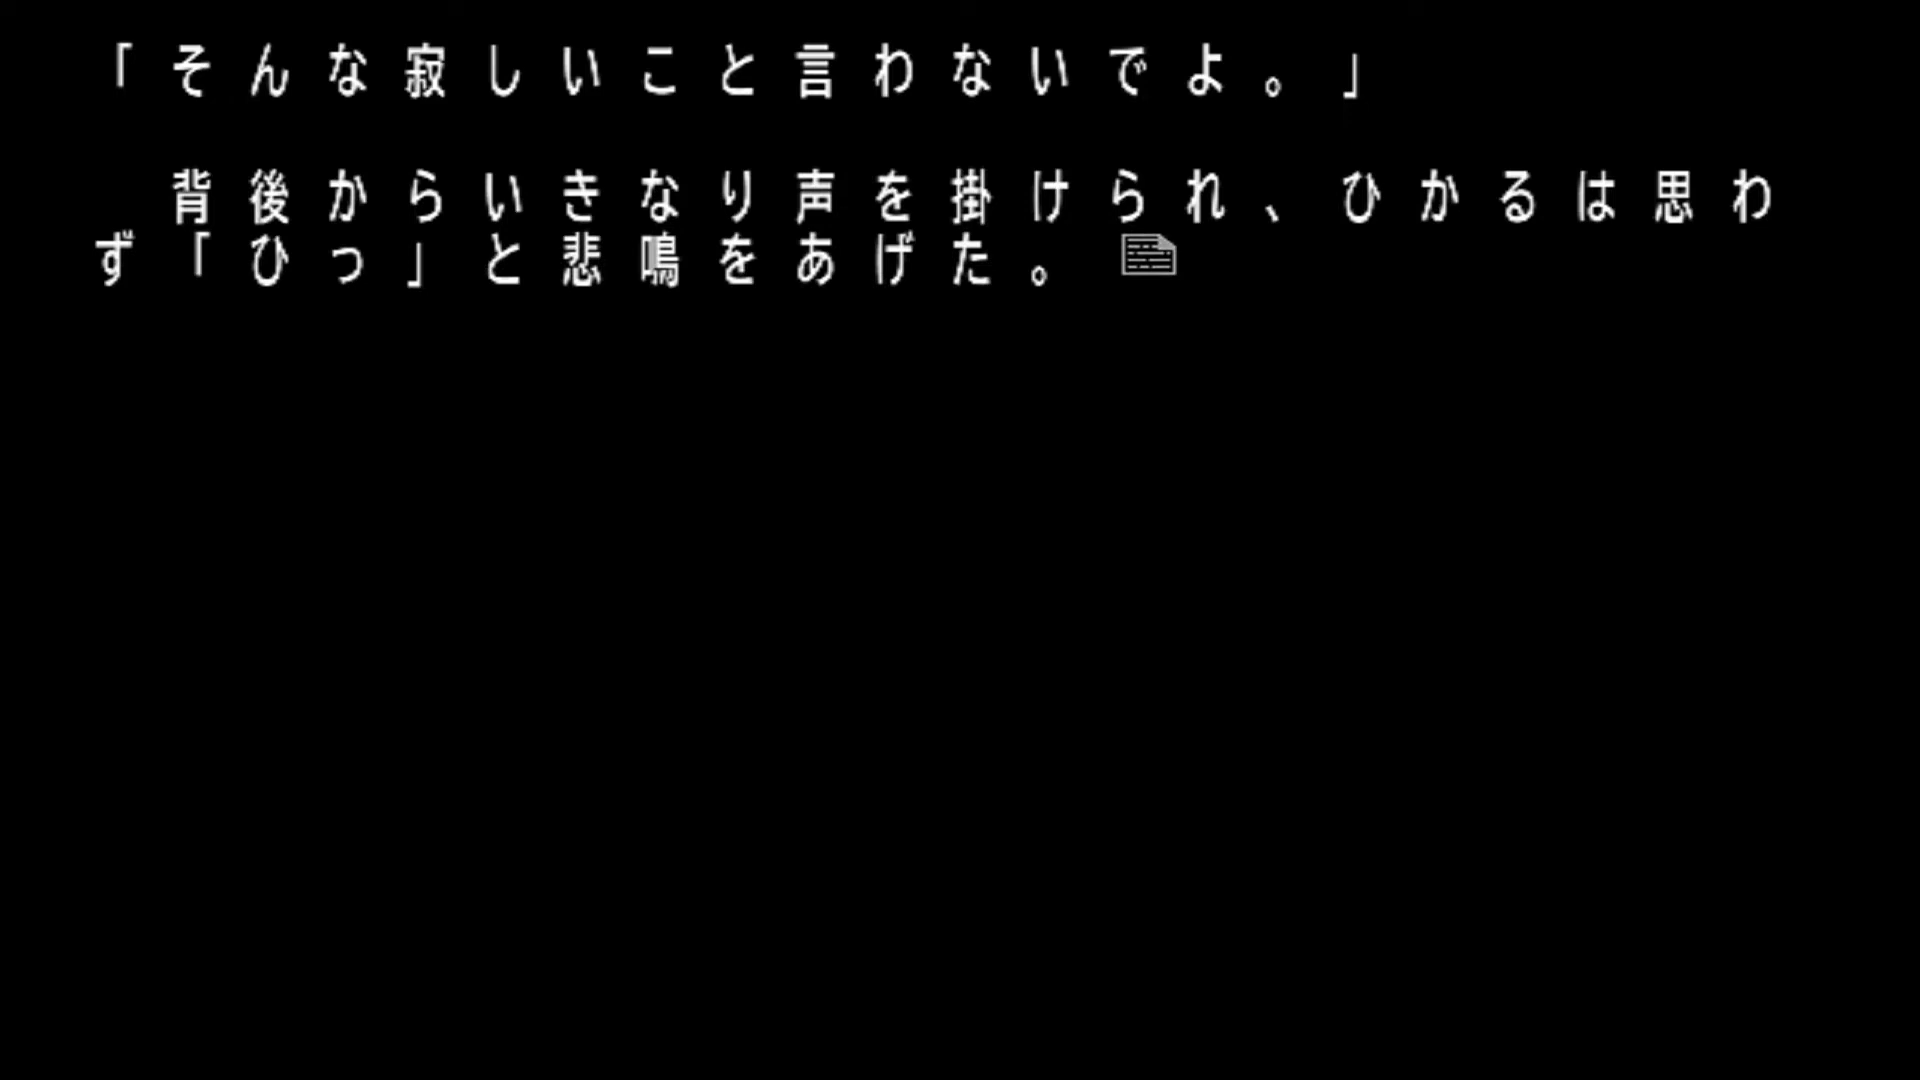 「そんな寂しいこと言わないでよ。」
　背後からいきなり声を掛けられ、ひかるは思わ
ず「ひっ」と悲鳴をあげた。